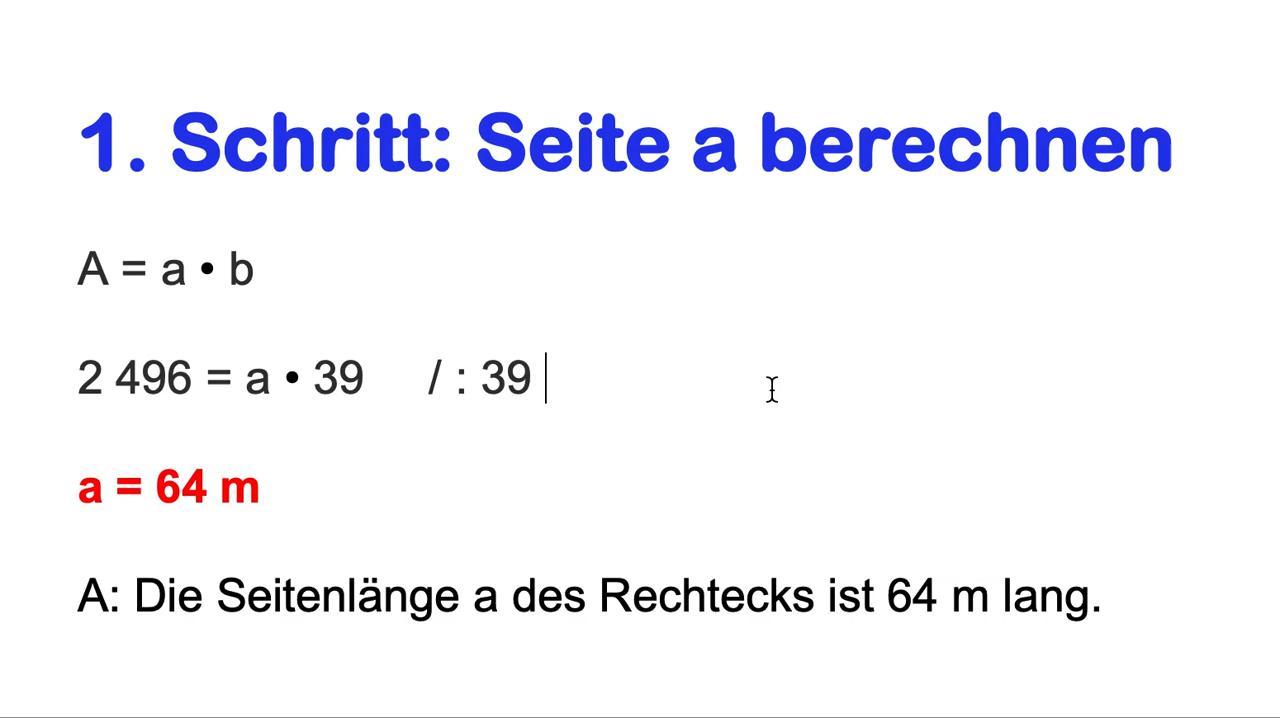 1. Schritt: Seite a berechnen
A = a • b
2 496 = a • 39 / : 39
a = 64 m
A: Die Seitenlänge a des Rechtecks ist 64 m lang.